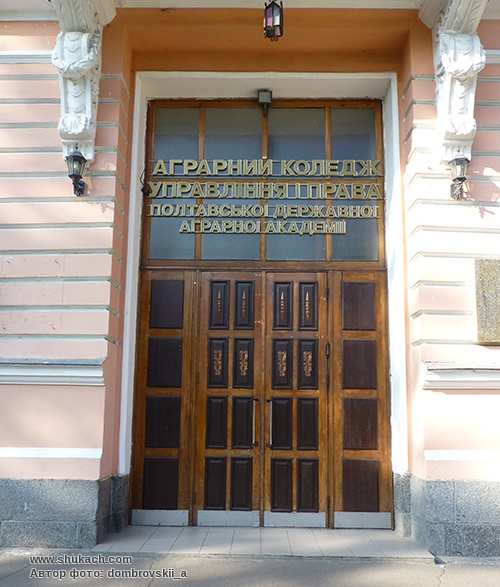 АГРАРНИЙ КОЛЕДЖ
УПРАВЛІННЯ І ПРАВА
ПОЛТАВСЬКОЇ ДЕРЖАВНОЇ
АГРАРНОЇ АКАДЕМІЇ
www.shukach.com
Автор фото: dombrovskii_a